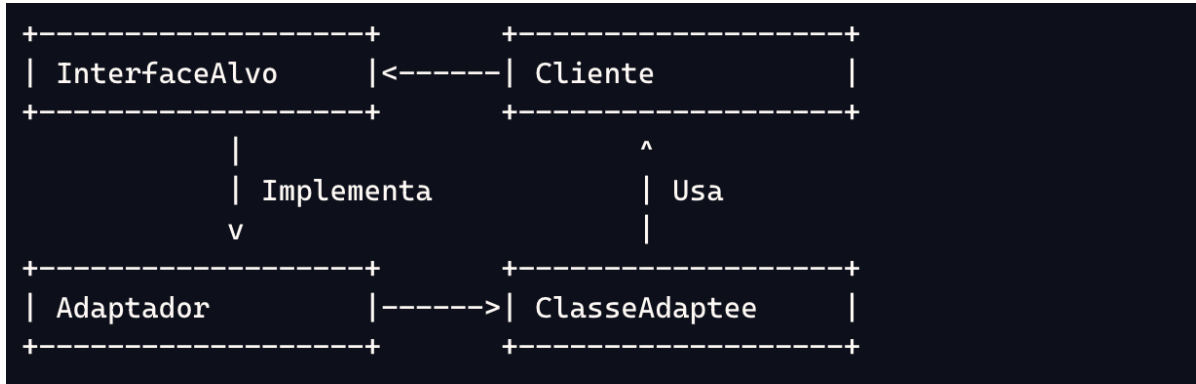 +-------------------+       +-------------------+
| InterfaceAlvo     |<------| Cliente           |
+-------------------+       +-------------------+
            |                       ^
            | Implementa            | Usa
            v                       |
+-------------------+       +-------------------+
| Adaptador         |------>| ClasseAdaptee     |
+-------------------+       +-------------------+